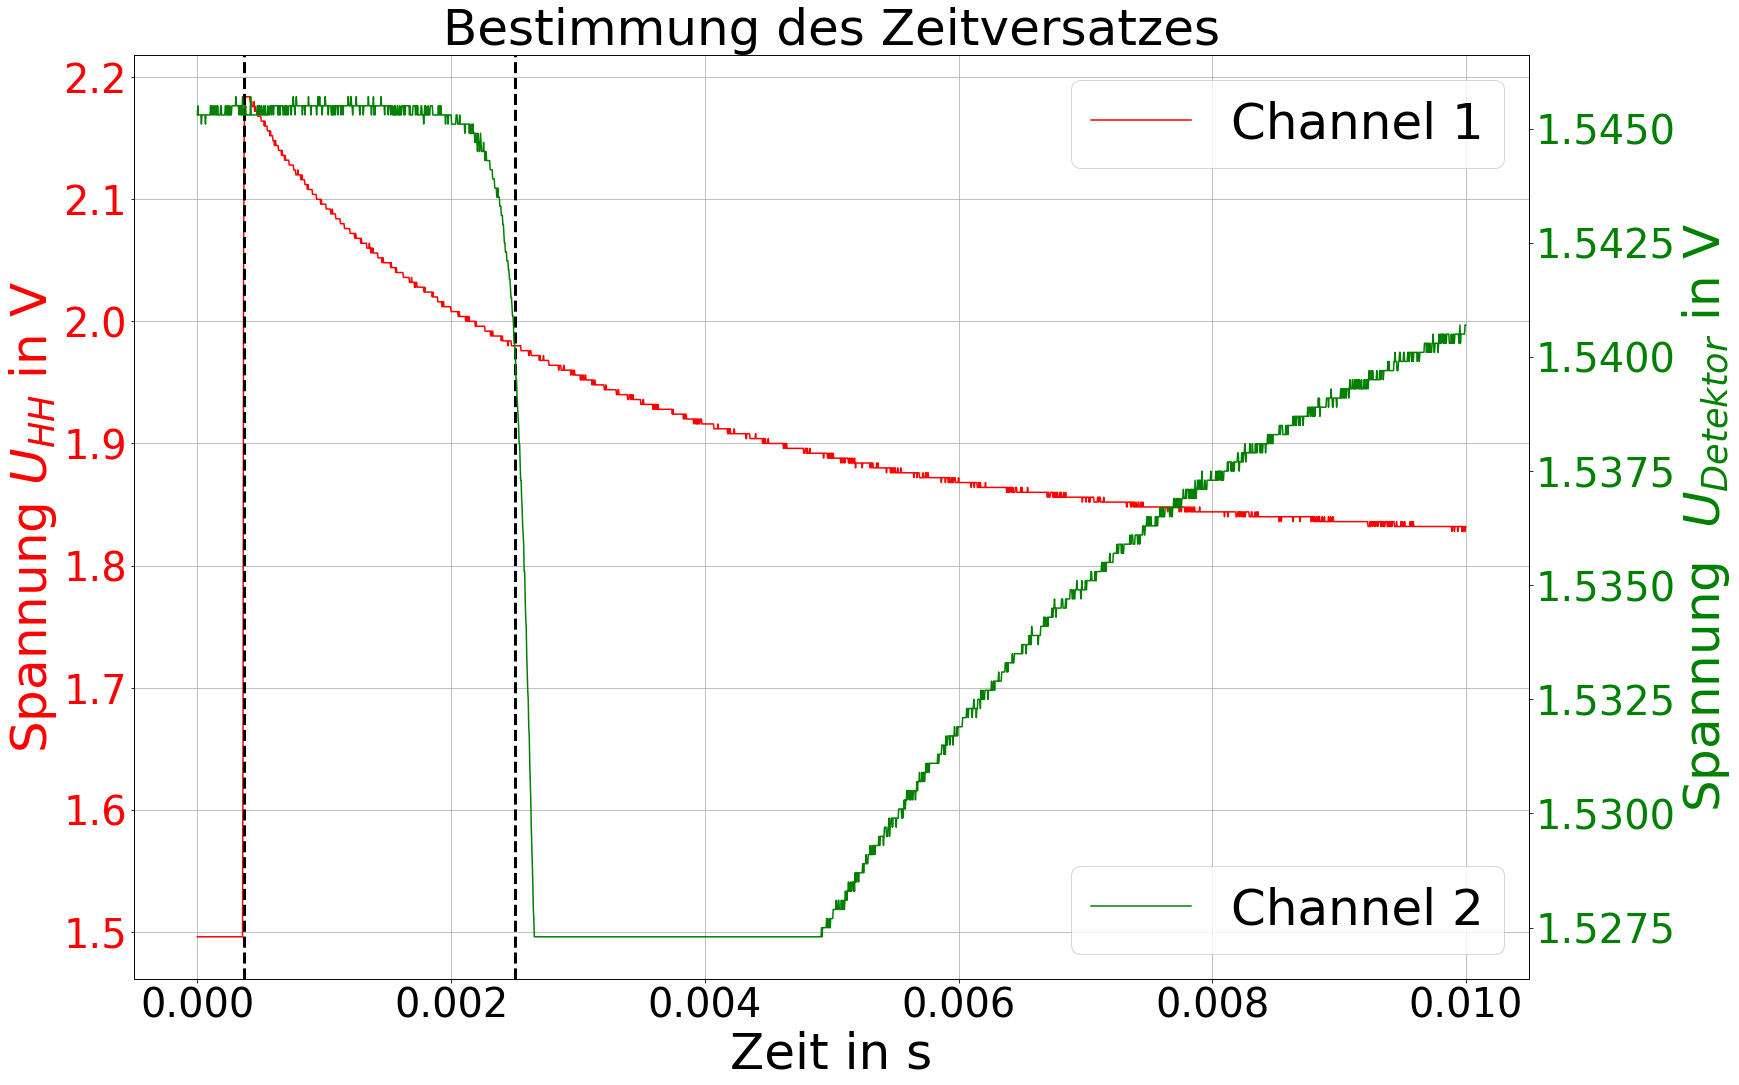 Bestimmung des Zeitversatzes
Spannung U_HH in V
2.2
2.1
2.0
1.9
1.8
1.7
1.6
1.5
Channel 1
Channel 2
1.5450
1.5425
1.5400
1.5375
1.5350
1.5325
1.5300
1.5275
Spannung U_Detektor in V
0.000 0.002 0.004 0.006 0.008 0.010
Zeit in s